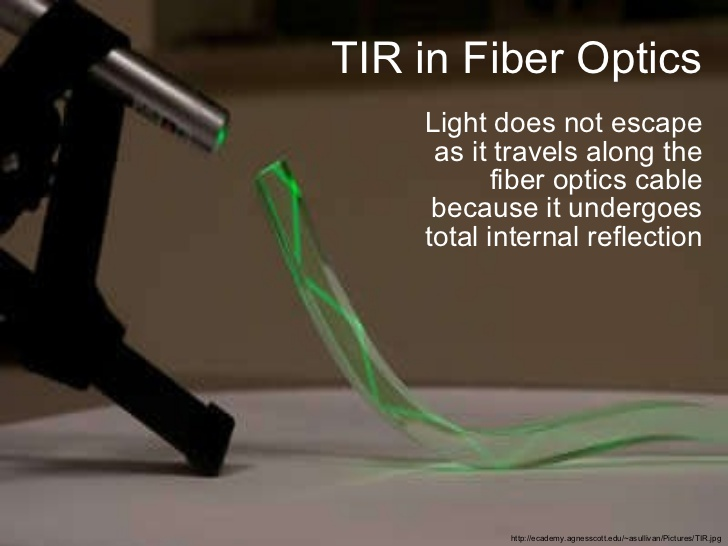 TIR in Fiber Optics
Light does not escape
as it travels along the
fiber optics cable
because it undergoes
total internal reflection
http://ecademy.agnesscott.edu/~asullivan/Pictures/TIR.jpg